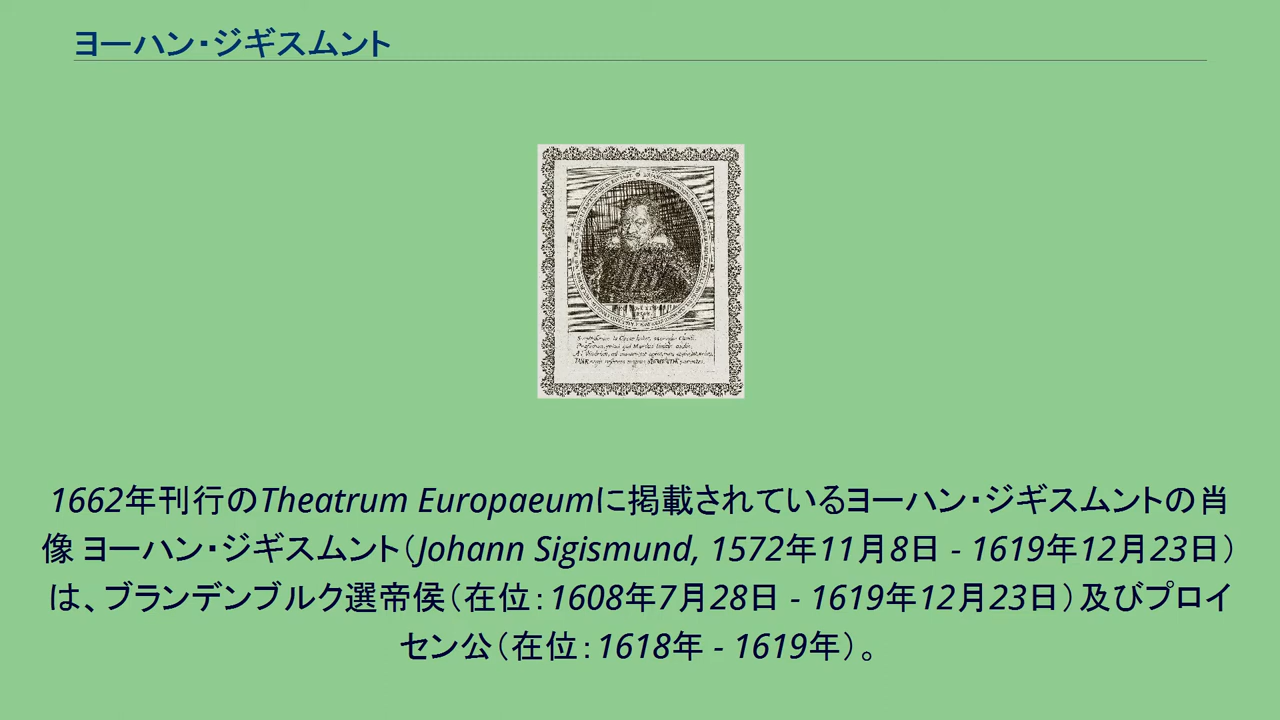 ヨーハン・ジギスムント
1662年刊行のTheatrum Europaeumに掲載されているヨーハン・ジギスムントの肖
像 ヨーハン・ジギスムント（Johann Sigismund, 1572年11月8日 - 1619年12月23日）
は、ブランデンブルク選帝侯（在位：1608年7月28日 - 1619年12月23日）及びプロイ
セン公（在位：1618年 - 1619年）。